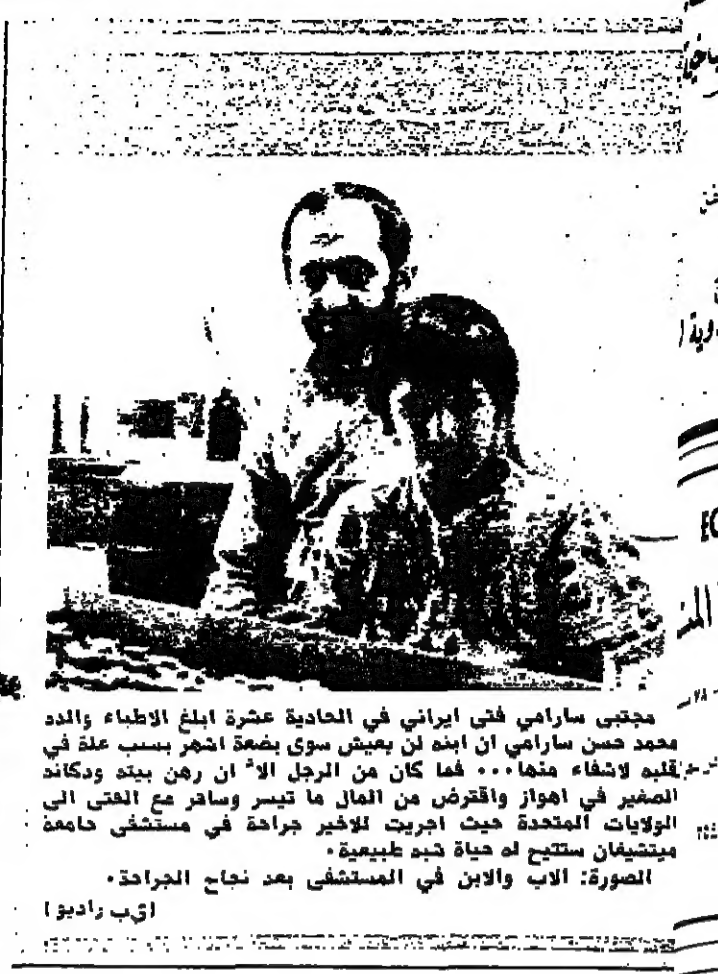 مجتبى سارامي فتى ايراني في الحادية عشرة ابلغ الاطباء والده
محمد حسن سارامي ان ابنه لن يعيش سوى بضعة اشهر بسبب علة في
قلبه لاشفاء منها... فما كان من الرجل الا ان رهن بيته ودكانه
الصغير في اهواز واقترض من المال ما تيسر وسافر مع الفتى الى
الولايات المتحدة حيث اجريت للاخير جراحة في مستشفى جامعة
ميتشيغان ستتيح له حياة شبه طبيعية.
الصورة: الاب والابن في المستشفى بعد نجاح الجراحة.
(اي ب راديو)